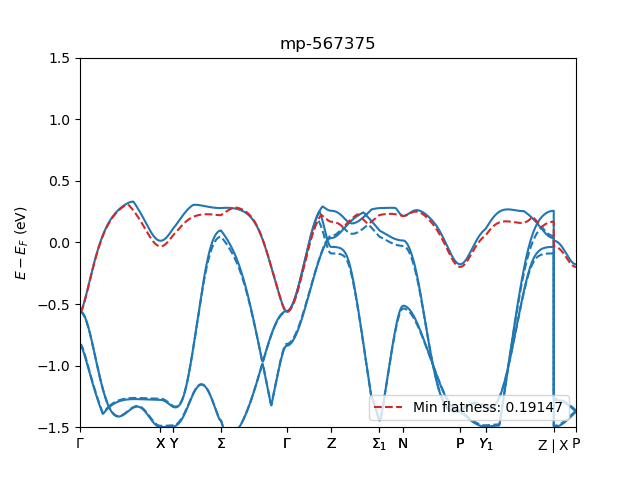 mp-567375
E − E_F (eV)
1.5
1.0
0.5
0.0
−0.5
−1.0
−1.5
Min flatness: 0.19147
Γ X Y Σ Γ Z Σ₁ N P Y₁ Z | X P